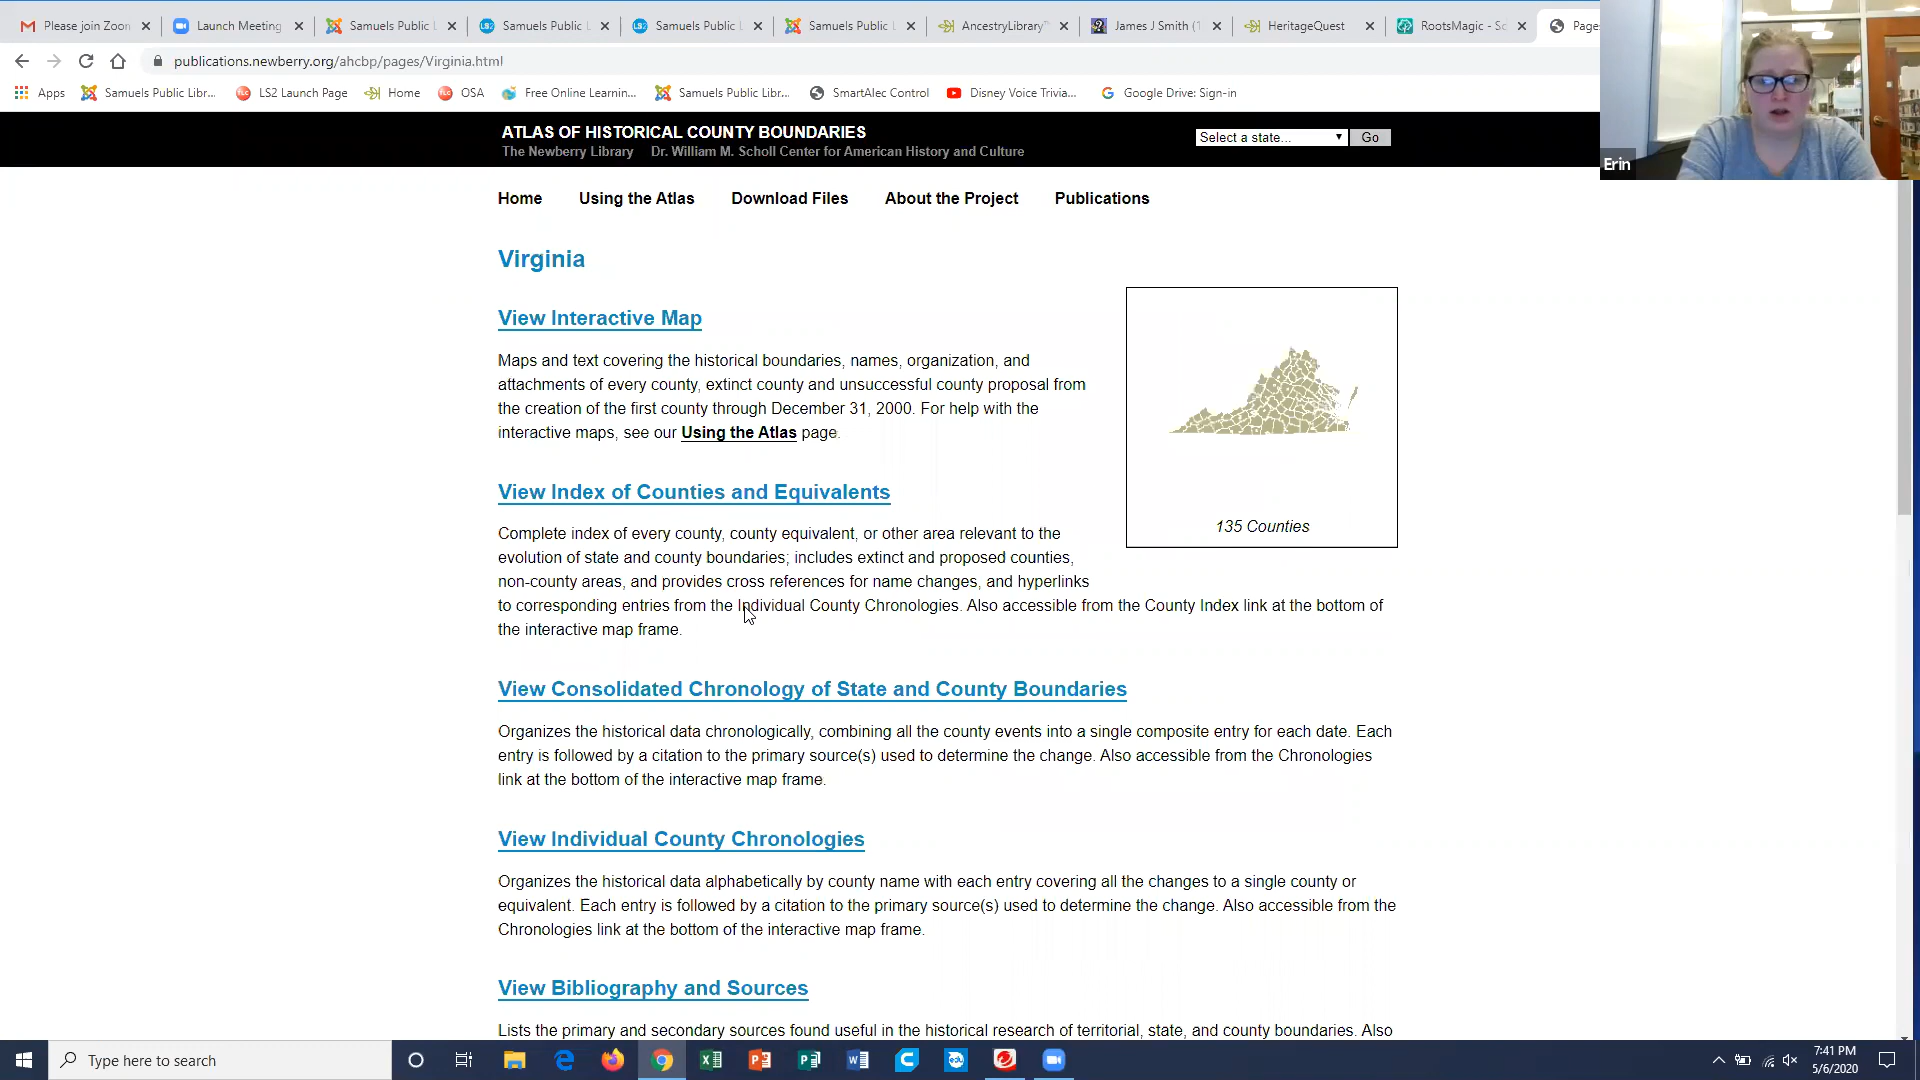 Please join Zoon
Launch Meeting
Samuels Public L
Samuels Public L
Samuels Public L
Samuels Public L
AncestryLibrary
James J Smith (1
HeritageQuest
RootsMagic - Sc
Pages
publications.newberry.org/ahcbp/pages/Virginia.html
Apps
Samuels Public Libr...
LS2 Launch Page
Home
OSA
Free Online Learnin...
Samuels Public Libr...
SmartAlec Control
Disney Voice Trivia...
Google Drive: Sign-in
ATLAS OF HISTORICAL COUNTY BOUNDARIES
The Newberry Library Dr. William M. Scholl Center for American History and Culture
Select a state...
Go
Erin
Home
Using the Atlas
Download Files
About the Project
Publications
Virginia
View Interactive Map
Maps and text covering the historical boundaries, names, organization, and
attachments of every county, extinct county and unsuccessful county proposal from
the creation of the first county through December 31, 2000. For help with the
interactive maps, see our Using the Atlas page.
135 Counties
View Index of Counties and Equivalents
Complete index of every county, county equivalent, or other area relevant to the
evolution of state and county boundaries; includes extinct and proposed counties,
non-county areas, and provides cross references for name changes, and hyperlinks
to corresponding entries from the Individual County Chronologies. Also accessible from the County Index link at the bottom of
the interactive map frame.
View Consolidated Chronology of State and County Boundaries
Organizes the historical data chronologically, combining all the county events into a single composite entry for each date. Each
entry is followed by a citation to the primary source(s) used to determine the change. Also accessible from the Chronologies
link at the bottom of the interactive map frame.
View Individual County Chronologies
Organizes the historical data alphabetically by county name with each entry covering all the changes to a single county or
equivalent. Each entry is followed by a citation to the primary source(s) used to determine the change. Also accessible from the
Chronologies link at the bottom of the interactive map frame.
View Bibliography and Sources
Lists the primary and secondary sources found useful in the historical research of territorial, state, and county boundaries. Also
Type here to search
7:41 PM
5/6/2020